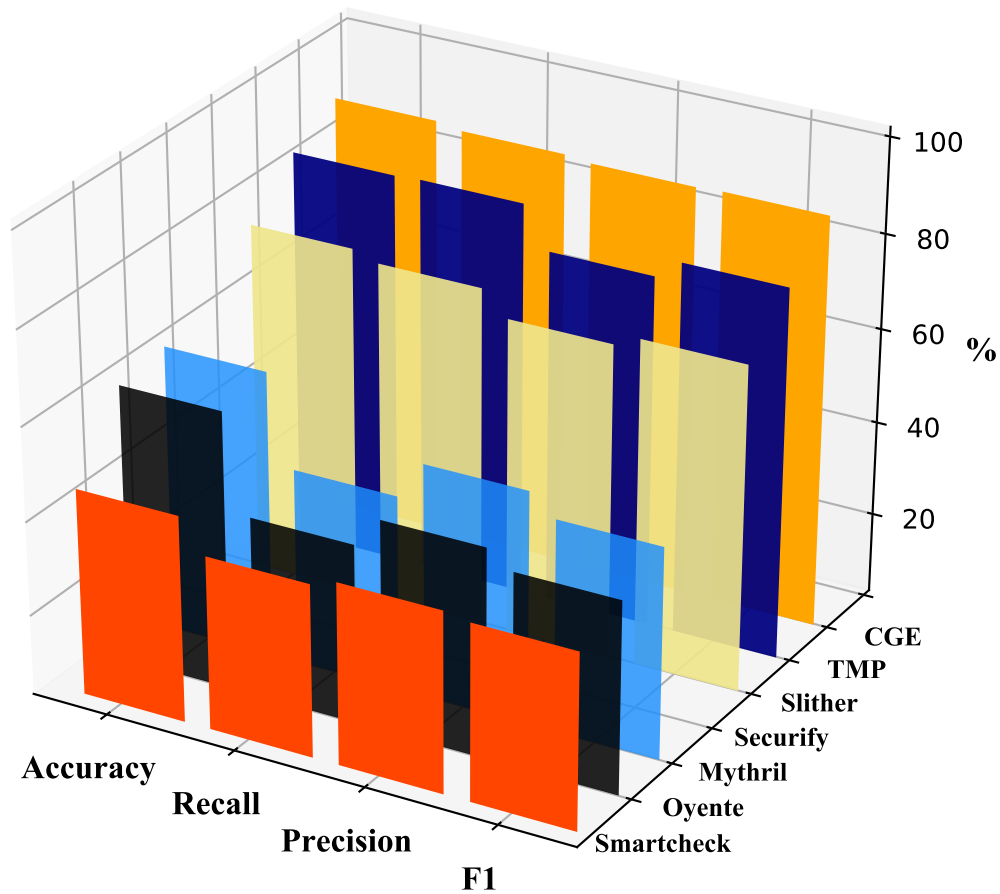 100
80
60
%
40
20
CGE
TMP
Slither
Securify
Mythril
Oyente
Smartcheck
Accuracy
Recall
Precision
F1